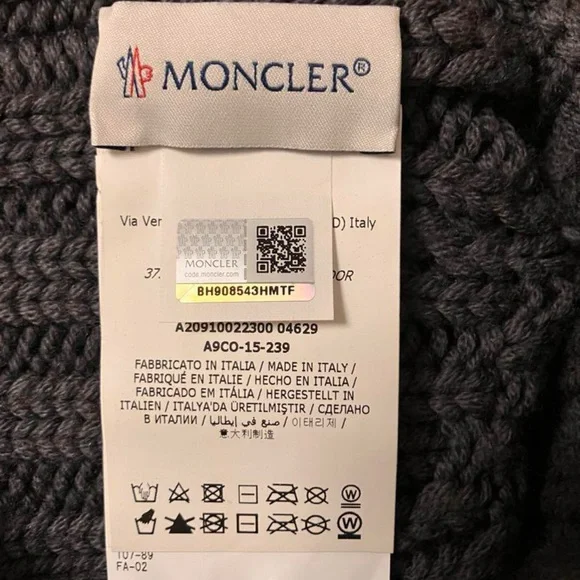 MONCLER®
Via Ver D) Italy
MONCLER
code.moncler.com
37. DOR
BH908543HMTF
A20910022300 04629
A9CO-15-239
FABBRICATO IN ITALIA / MADE IN ITALY /
FABRIQUÉ EN ITALIE / HECHO EN ITALIA /
FABRICADO EM ITÁLIA / HERGESTELLT IN
ITALIEN / ITALYA'DA ÜRETILMIŞTIR / СДЕЛАНО
В ИТАЛИИ / صنع في إيطاليا / 이태리제 /
意大利制造
W
W
107-89
FA-02